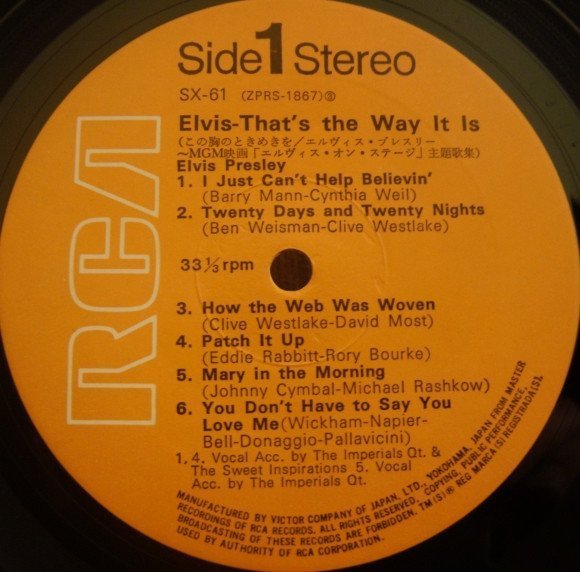 Side 1 Stereo
SX-61 (ZPRS-1867)③
Elvis-That's the Way It Is
(この胸のときめきを/エルヴィス・プレスリー
〜MGM映画「エルヴィス・オン・ステージ」主題歌集)
Elvis Presley
1. I Just Can't Help Believin'
(Barry Mann-Cynthia Weil)
2. Twenty Days and Twenty Nights
(Ben Weisman-Clive Westlake)
33⅓ rpm
3. How the Web Was Woven
(Clive Westlake-David Most)
4. Patch It Up
(Eddie Rabbitt-Rory Bourke)
5. Mary in the Morning
(Johnny Cymbal-Michael Rashkow)
6. You Don't Have to Say You
Love Me (Wickham-Napier-
Bell-Donaggio-Pallavicini)
1. 4. Vocal Acc. by The Imperials Qt. &
The Sweet Inspirations 5. Vocal
Acc. by The Imperials Qt.
MANUFACTURED BY VICTOR COMPANY OF JAPAN, LTD., YOKOHAMA, JAPAN FROM MASTER
RECORDINGS OF RCA RECORDS. ALL RIGHTS RESERVED. COPYING, PUBLIC PERFORMANCE,
BROADCASTING OF THESE RECORDS ARE FORBIDDEN. TM(S)® REG. MARCA(S) REGISTRADA(S).
USED BY AUTHORITY OF RCA CORPORATION.
RCA